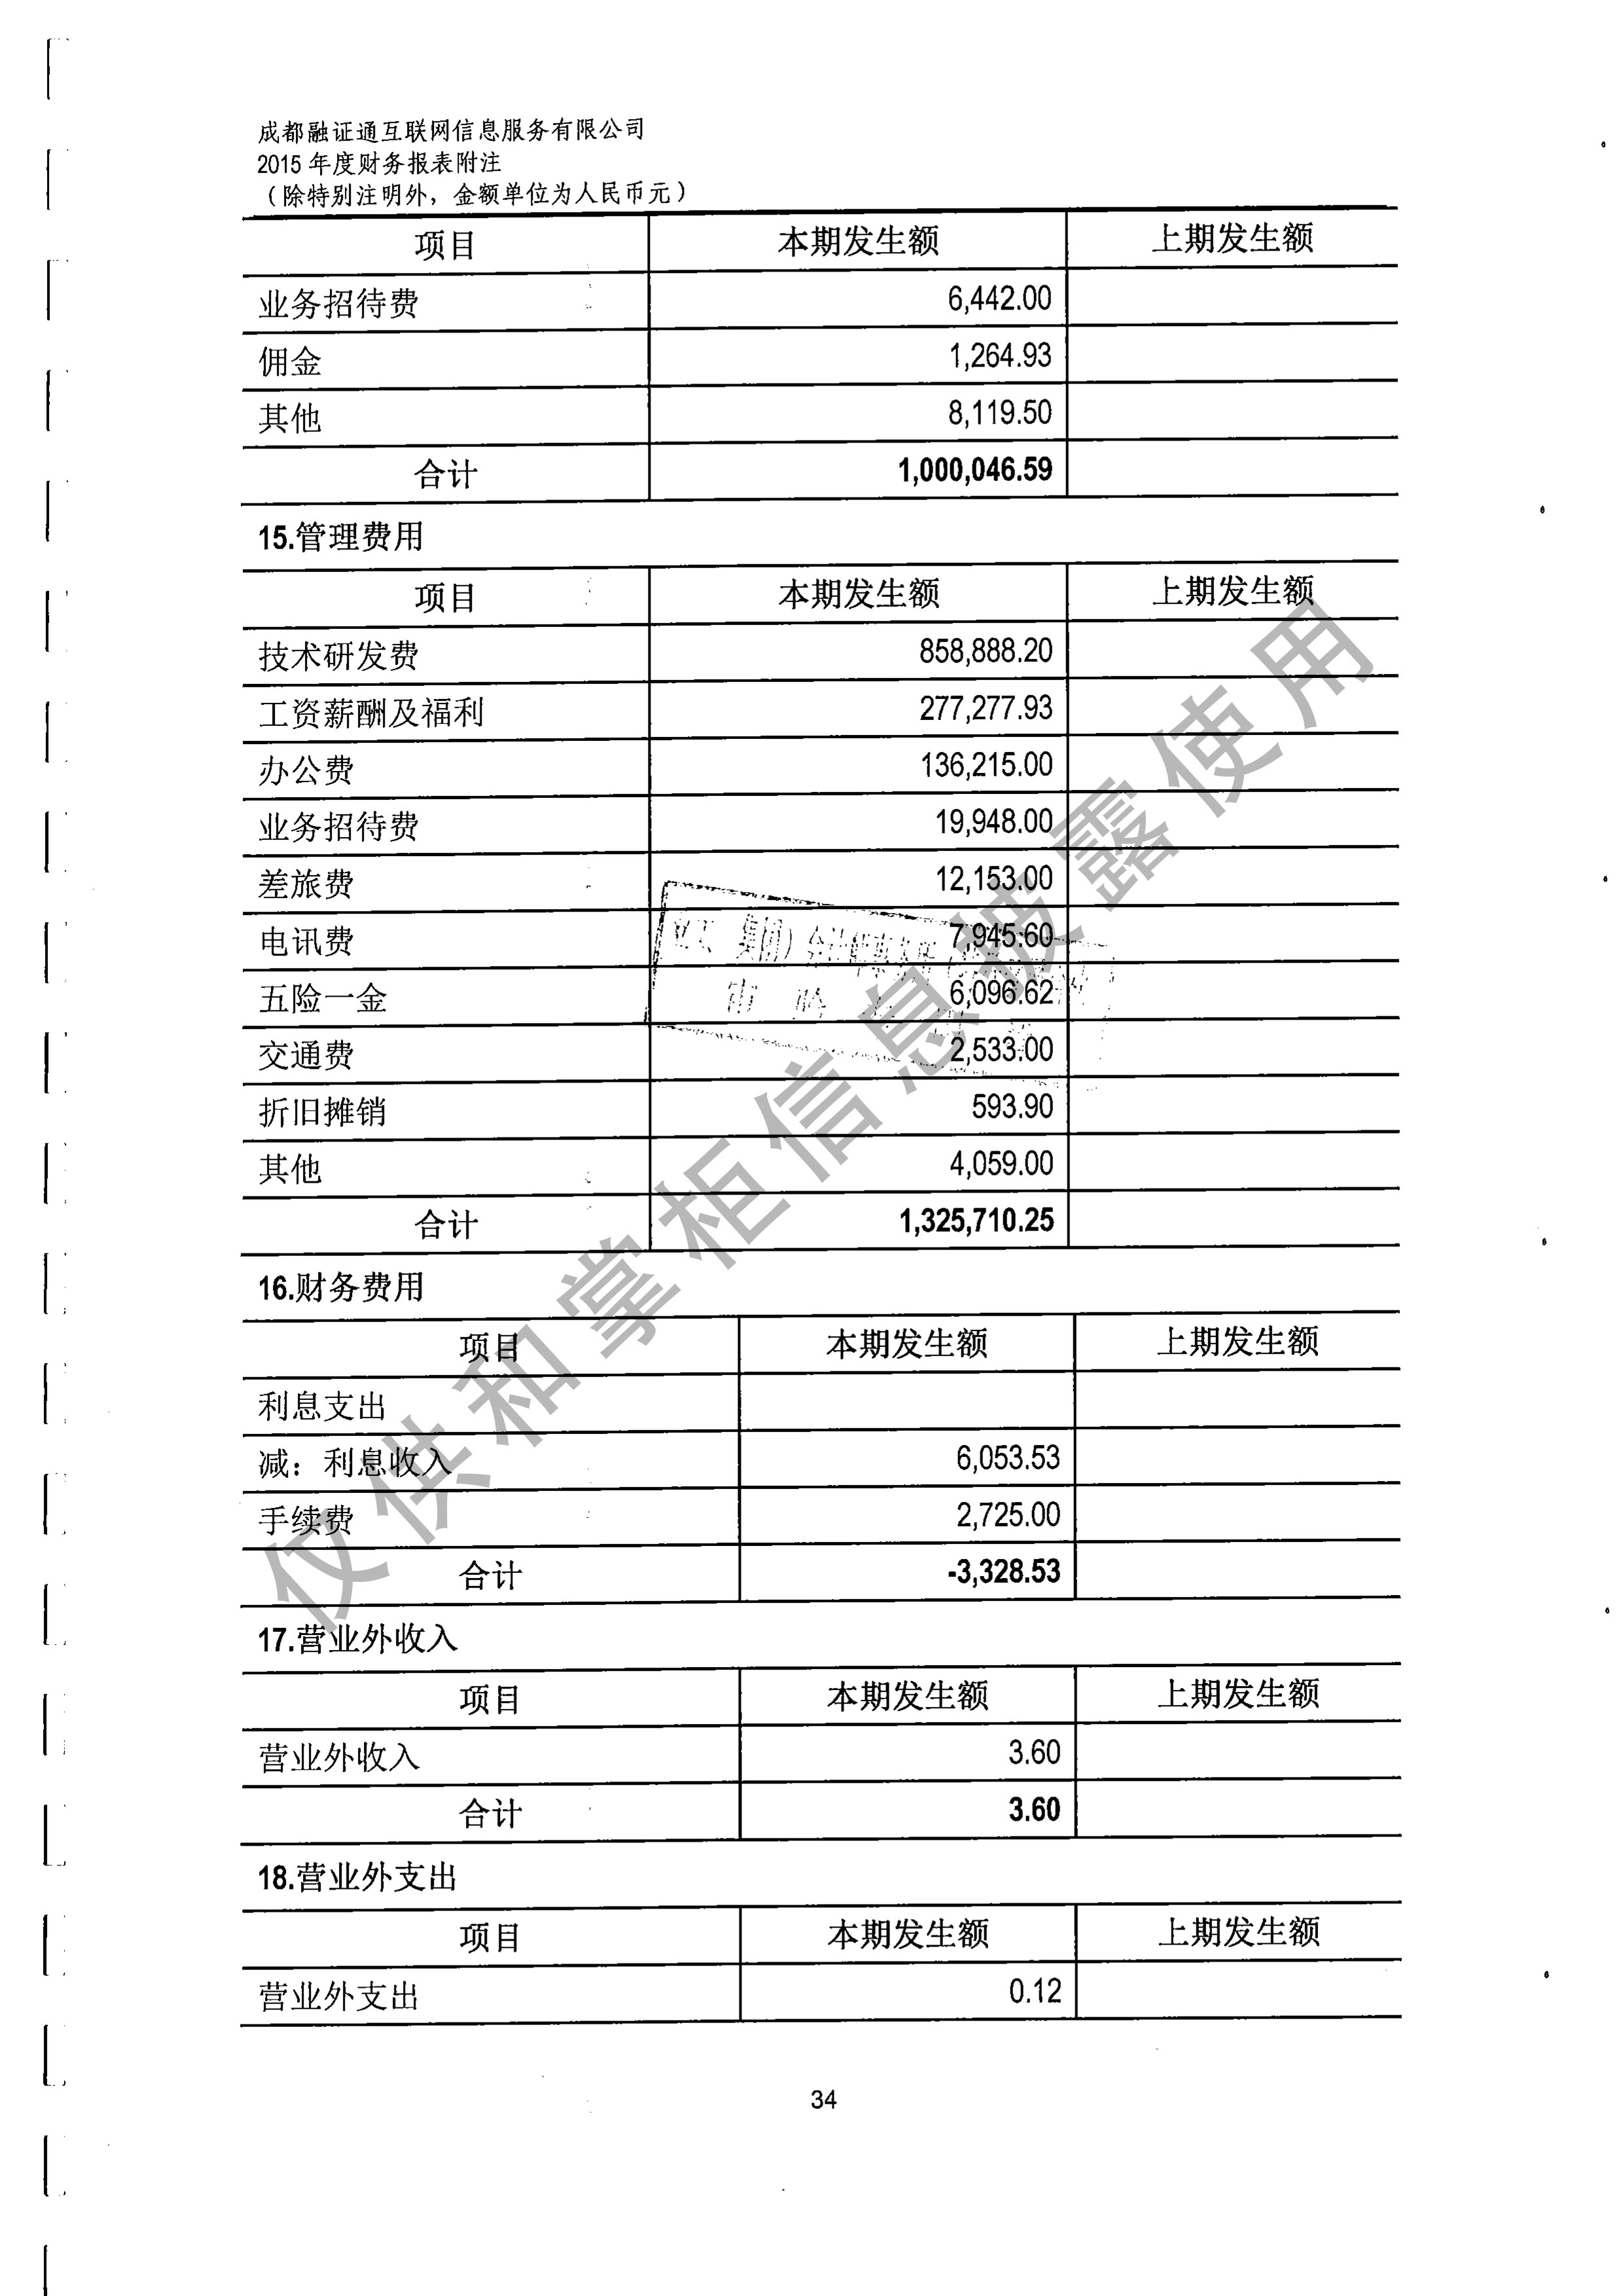 成都融证通互联网信息服务有限公司
2015 年度财务报表附注
（除特别注明外，金额单位为人民币元）
项目 本期发生额 上期发生额
业务招待费 6,442.00
佣金 1,264.93
其他 8,119.50
合计 1,000,046.59
15.管理费用
项目 本期发生额 上期发生额
技术研发费 858,888.20
工资薪酬及福利 277,277.93
办公费 136,215.00
业务招待费 19,948.00
差旅费 12,153.00
电讯费 7,945.60
五险一金 6,096.62
交通费 2,533.00
折旧摊销 593.90
其他 4,059.00
合计 1,325,710.25
16.财务费用
项目 本期发生额 上期发生额
利息支出
减：利息收入 6,053.53
手续费 2,725.00
合计 -3,328.53
17.营业外收入
项目 本期发生额 上期发生额
营业外收入 3.60
合计 3.60
18.营业外支出
项目 本期发生额 上期发生额
营业外支出 0.12
34
仅供和掌柜信息披露使用